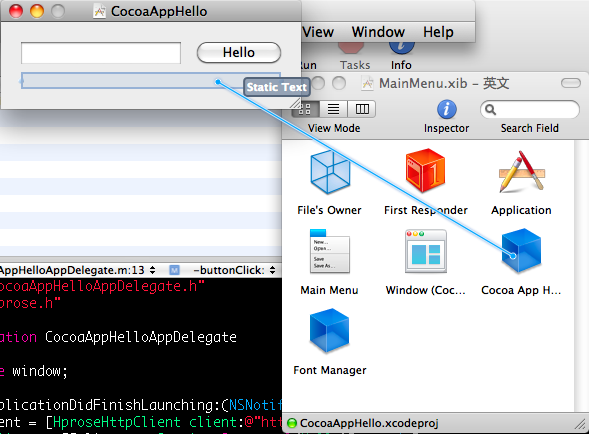 CocoaAppHello
View Window Help
Hello
Static Text
Run Tasks Info
MainMenu.xib – 英文
View Mode Inspector Search Field
File's Owner First Responder Application
New...
Open...
Save
Save As...
Main Menu Window (Coc... Cocoa App H...
Font Manager
CocoaAppHello.xcodeproj
AppHelloAppDelegate.m:13 M -buttonClick:
ocoaAppHelloAppDelegate.h"
prose.h"
ation CocoaAppHelloAppDelegate
e window;
plicationDidFinishLaunching:(NSNotif
ent = [HproseHttpClient client:@"htt